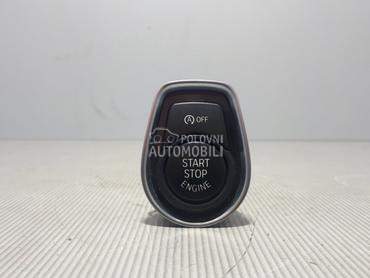 A OFF
POLOVNI
AUTOMOBILI
START
STOP
ENGINE